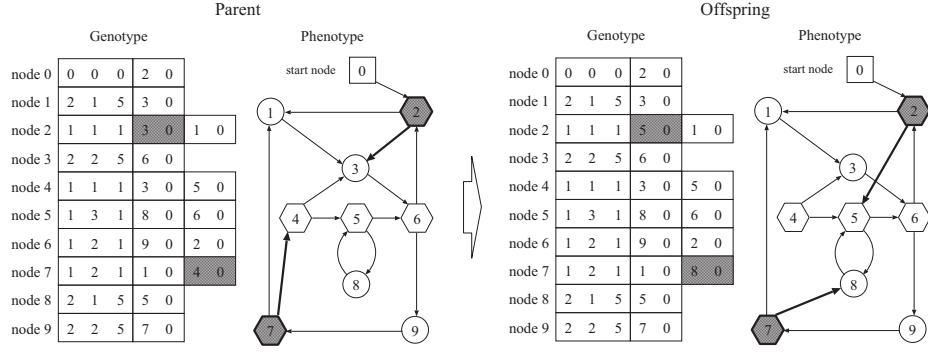 Parent
Offspring
Genotype
Phenotype
Genotype
Phenotype
node 0 0 0 0 2 0
node 1 2 1 5 3 0
node 2 1 1 1 3 0 1 0
node 3 2 2 5 6 0
node 4 1 1 1 3 0 5 0
node 5 1 3 1 8 0 6 0
node 6 1 2 1 9 0 2 0
node 7 1 2 1 1 0 4 0
node 8 2 1 5 5 0
node 9 2 2 5 7 0
start node 0
1
2
3
4 5 6
8
7 9
node 0 0 0 0 2 0
node 1 2 1 5 3 0
node 2 1 1 1 5 0 1 0
node 3 2 2 5 6 0
node 4 1 1 1 3 0 5 0
node 5 1 3 1 8 0 6 0
node 6 1 2 1 9 0 2 0
node 7 1 2 1 1 0 8 0
node 8 2 1 5 5 0
node 9 2 2 5 7 0
start node 0
1
2
3
4 5 6
8
7 9